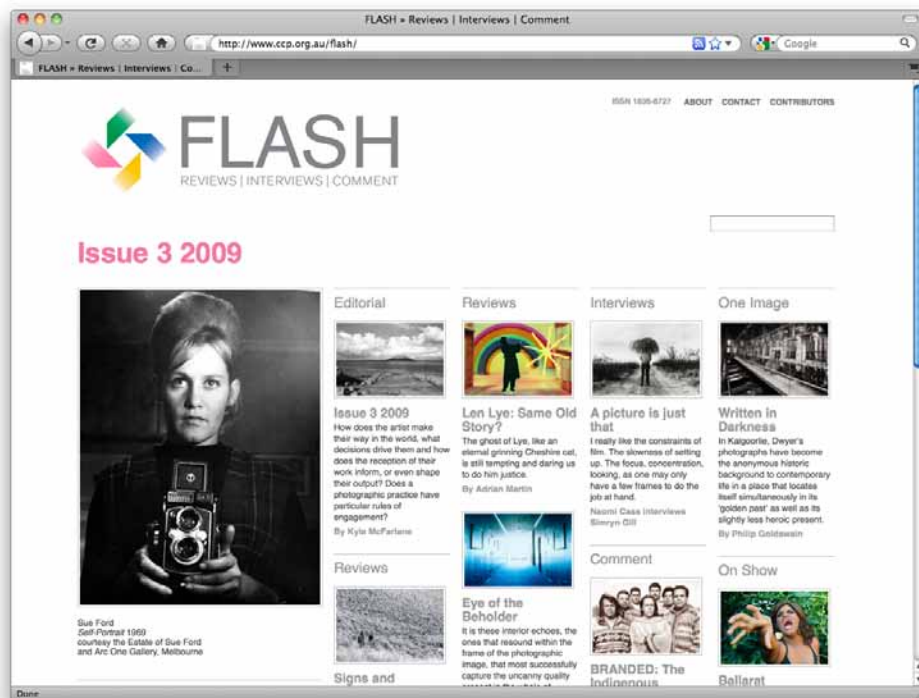 FLASH » Reviews | Interviews | Comment
http://www.ccp.org.au/flash/
Google
FLASH » Reviews | Interviews | Co...
ABOUT CONTACT CONTRIBUTORS
FLASH
REVIEWS | INTERVIEWS | COMMENT
Issue 3 2009
Sue Ford
Self-Portrait 1969
courtesy the Estate of Sue Ford
and Arc One Gallery, Melbourne
Editorial
Issue 3 2009
How does the artist make
their way in the world, what
decisions drive them and how
does the reception of their
work inform, or even shape
their output? Does a
photographic practice have
particular rules of
engagement?
By Kyla McFarlane
Reviews
Signs and
Reviews
Len Lye: Same Old
Story?
The ghost of Lye, like an
eternal grinning Cheshire cat,
is still tempting and daring us
to do him justice.
By Adrian Martin
Eye of the
Beholder
It is these interior echoes, the
ones that resound within the
frame of the photographic
image, that most successfully
capture the uncanny quality
Interviews
A picture is just
that
I really like the constraints of
film. The slowness of setting
up. The focus, concentration,
looking, as one may only
have a few frames to do the
job at hand.
Naomi Cass interviews
Simryn Gill
Comment
BRANDED: The
Indigenous
One Image
Written in
Darkness
In Kalgoorlie, Dwyer's
photographs have become
the anonymous historic
background to contemporary
life in a place that locates
itself simultaneously in its
'golden past' as well as its
slightly less heroic present.
By Philip Goldswain
On Show
Ballarat
Done